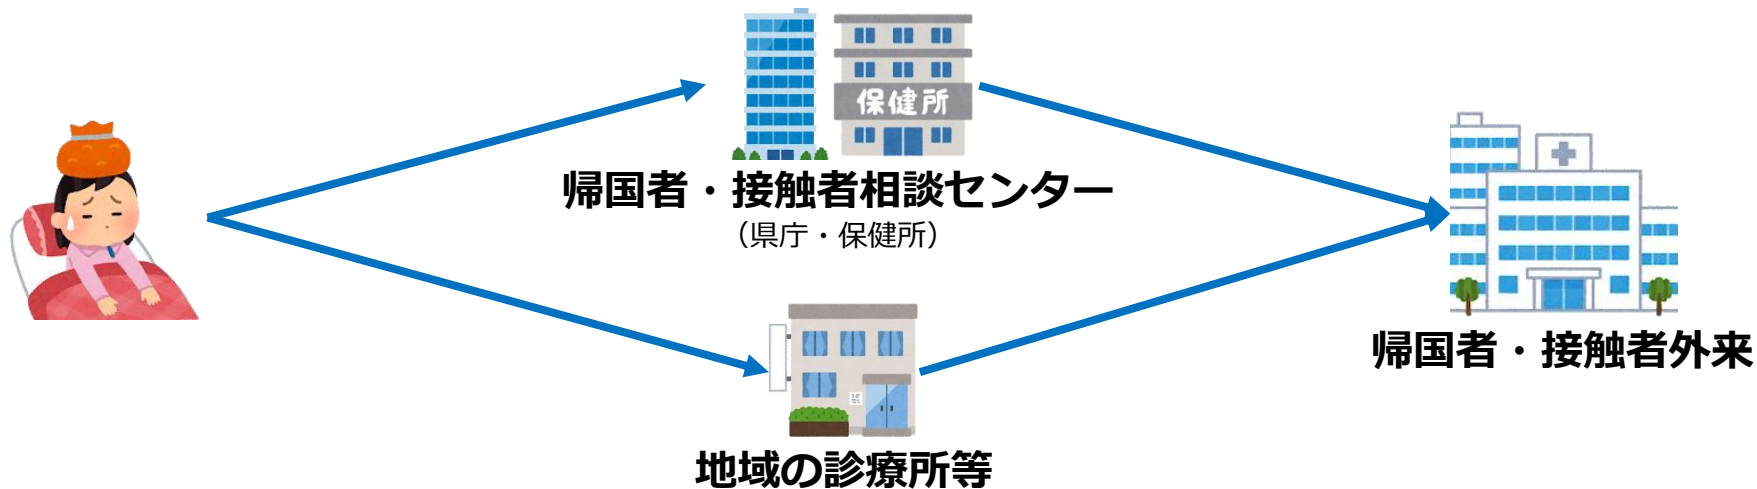 保健所
帰国者・接触者相談センター
（県庁・保健所）
帰国者・接触者外来
地域の診療所等